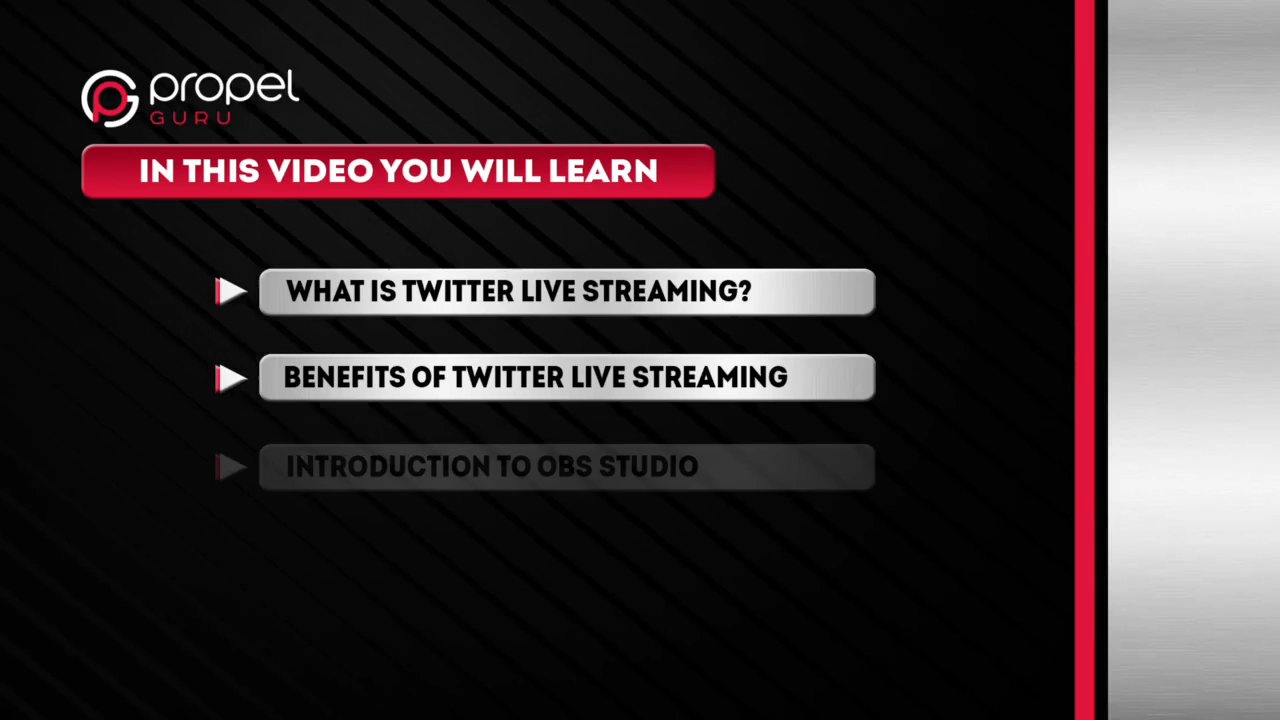 propel
GURU
IN THIS VIDEO YOU WILL LEARN
WHAT IS TWITTER LIVE STREAMING?
BENEFITS OF TWITTER LIVE STREAMING
INTRODUCTION TO OBS STUDIO